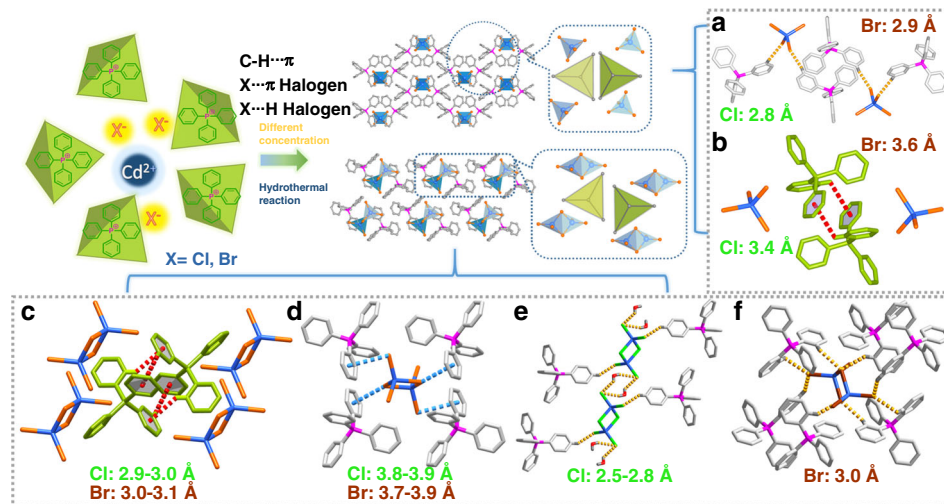 C-H···π
X···π Halogen
X···H Halogen
Different
concentration
Hydrothermal
reaction
X⁻
X⁻
Cd²⁺
X⁻
X= Cl, Br
P
P
P
P
P
a
Br: 2.9 Å
Cl: 2.8 Å
b
Br: 3.6 Å
Cl: 3.4 Å
c
Cl: 2.9-3.0 Å
Br: 3.0-3.1 Å
d
Cl: 3.8-3.9 Å
Br: 3.7-3.9 Å
e
Cl: 2.5-2.8 Å
f
Br: 3.0 Å